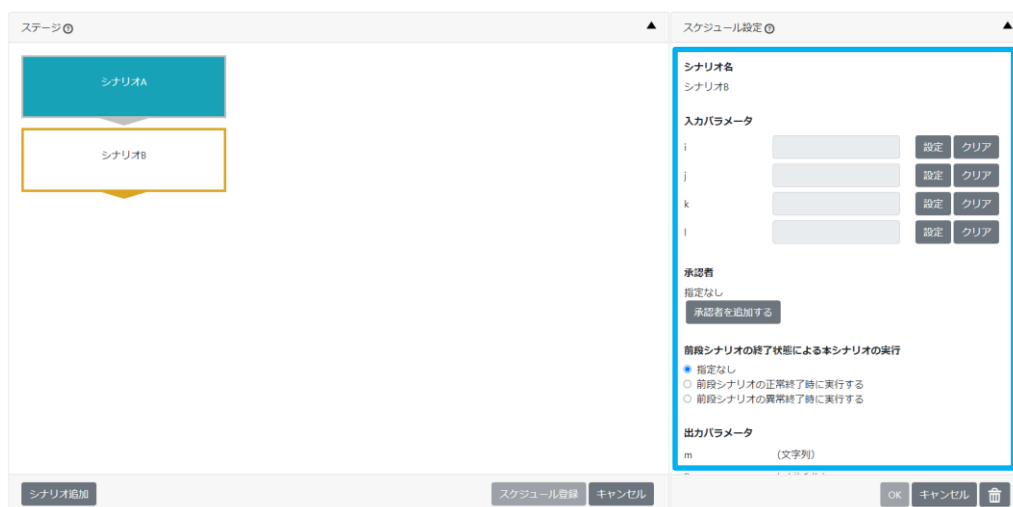 ステージ
シナリオA
シナリオB
シナリオ追加
スケジュール登録 キャンセル
スケジュール設定
シナリオ名
シナリオB
入力パラメータ
i 設定 クリア
j 設定 クリア
k 設定 クリア
l 設定 クリア
承認者
指定なし
承認者を追加する
前段シナリオの終了状態による本シナリオの実行
指定なし
前段シナリオの正常終了時に実行する
前段シナリオの異常終了時に実行する
出力パラメータ
m (文字列)
OK キャンセル